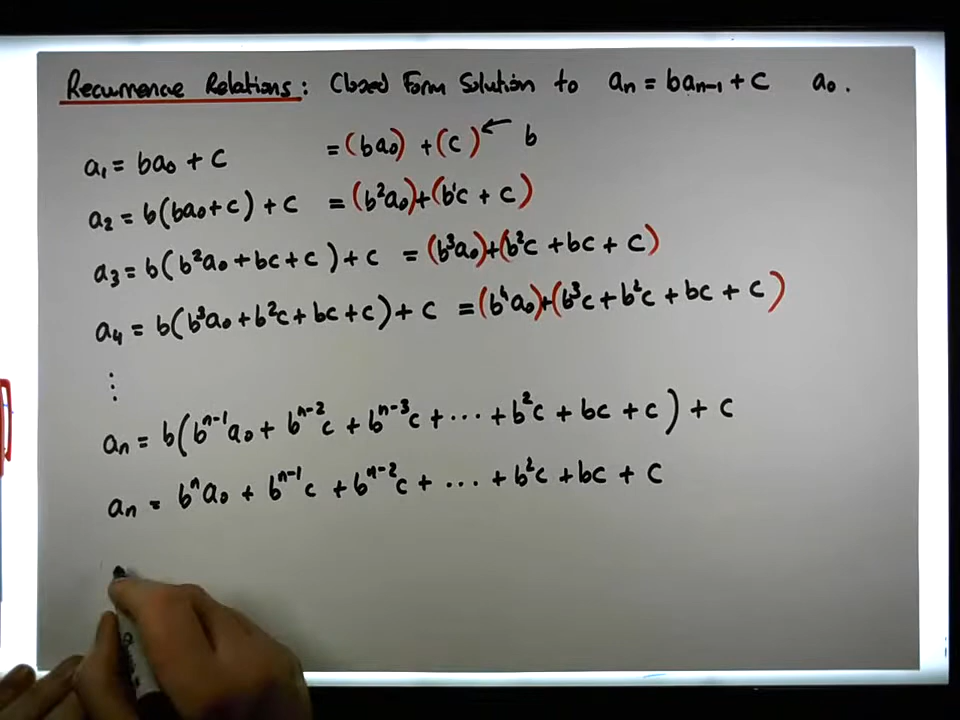 Recurrence Relations: Closed Form Solution to aₙ = baₙ₋₁ + c a₀.
a₁ = ba₀ + c = (ba₀) + (c) ← b
a₂ = b(ba₀ + c) + c = (b²a₀) + (b¹c + c)
a₃ = b(b²a₀ + bc + c) + c = (b³a₀) + (b²c + bc + c)
a₄ = b(b³a₀ + b²c + bc + c) + c = (b⁴a₀) + (b³c + b²c + bc + c)
⋮
aₙ = b(bⁿ⁻¹a₀ + bⁿ⁻²c + bⁿ⁻³c + ... + b²c + bc + c) + c
aₙ = bⁿa₀ + bⁿ⁻¹c + bⁿ⁻²c + ... + b²c + bc + c